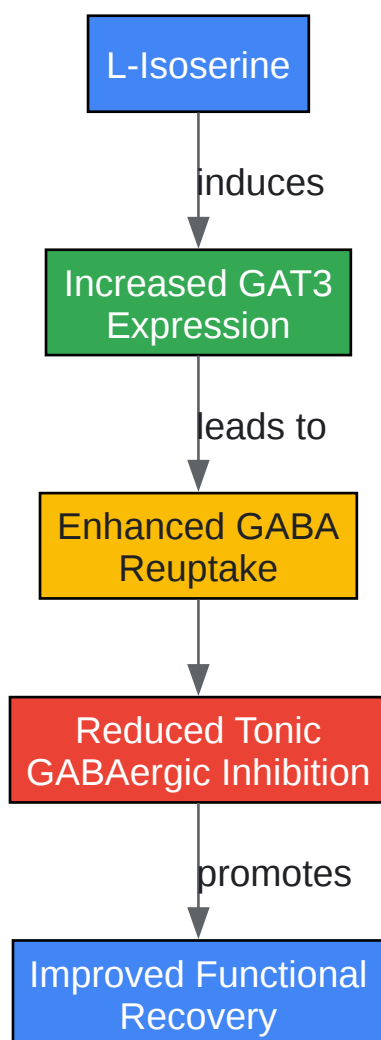 L-Isoserine
induces
Increased GAT3
Expression
leads to
Enhanced GABA
Reuptake
Reduced Tonic
GABAergic Inhibition
promotes
Improved Functional
Recovery